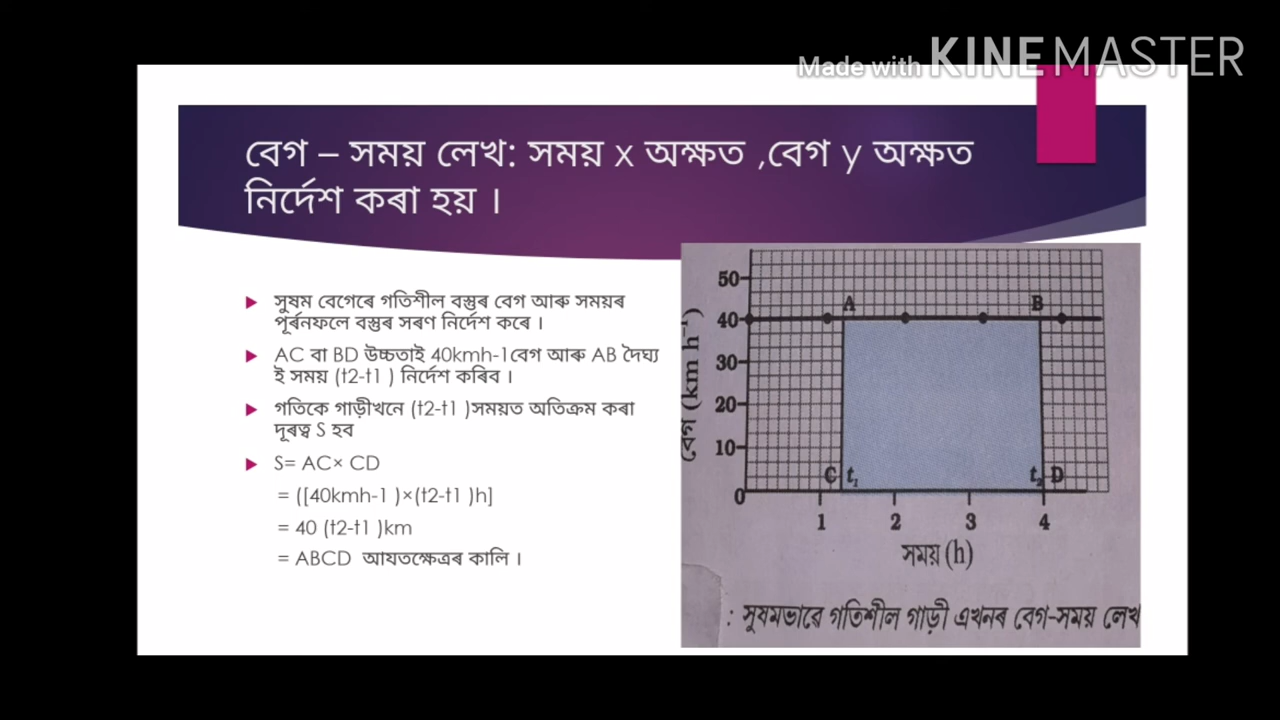 Made with KINEMASTER
বেগ – সময় লেখ: সময় x অক্ষত ,বেগ y অক্ষত
নিৰ্দেশ কৰা হয় ।
সুষম বেগেৰে গতিশীল বস্তুৰ বেগ আৰু সময়ৰ
পূৰ্ৰনফলে বস্তুৰ সৰণ নিৰ্দেশ কৰে ।
AC বা BD উচ্চতাই 40kmh-1বেগ আৰু AB দৈঘ্য
ই সময় (t2-t1 ) নিৰ্দেশ কৰিব ।
গতিকে গাড়ীখনে (t2-t1 )সময়ত অতিক্ৰম কৰা
দূৰত্ব S হব
S= AC× CD
= ([40kmh-1 )×(t2-t1 )h]
= 40 (t2-t1 )km
= ABCD আযতক্ষেত্ৰৰ কালি ।
বেগ (km h⁻¹)
50
40
30
20
10
0
A B
C t₁ t₂ D
1 2 3 4
সময় (h)
: সুষমভাৱে গতিশীল গাড়ী এখনৰ বেগ-সময় লেখ